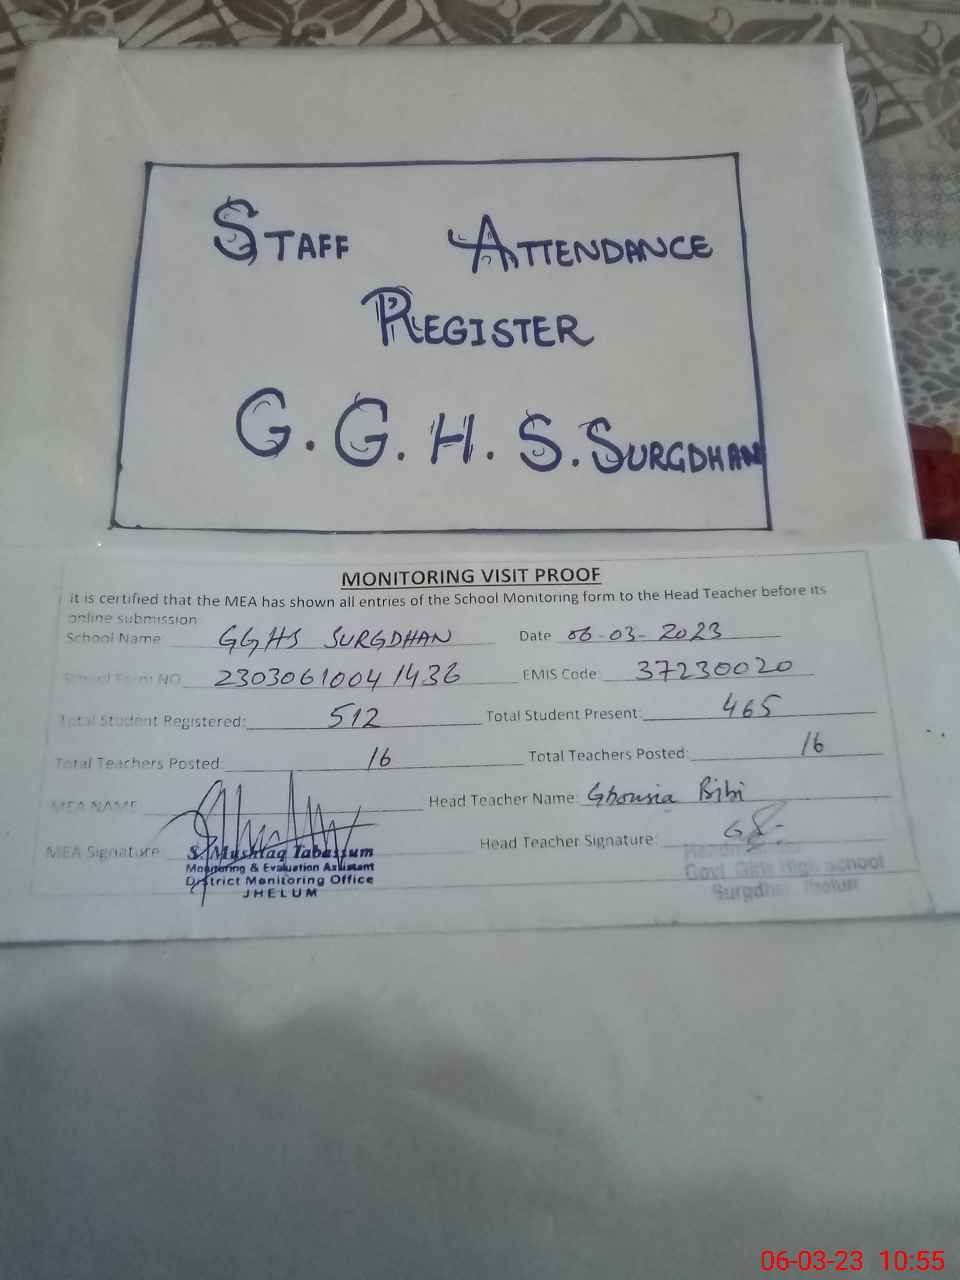 STAFF ATTENDANCE
REGISTER
G.G.H.S.SURGDHAN
MONITORING VISIT PROOF
It is certified that the MEA has shown all entries of the School Monitoring form to the Head Teacher before its
online submission
School Name GGHS SURGDHAN Date 06-03-2023
School Form NO 23030610041436 EMIS Code: 37230020
Total Student Registered: 512 Total Student Present: 465
Total Teachers Posted: 16 Total Teachers Posted: 16
MEA NAME Head Teacher Name: Ghousia Bibi
MEA Signature Head Teacher Signature:
S. Mushtaq Tabassum
Monitoring & Evaluation Assistant
District Monitoring Office
JHELUM
Govt. Girls High School
Surgdhan Jhelum
06-03-23 10:55